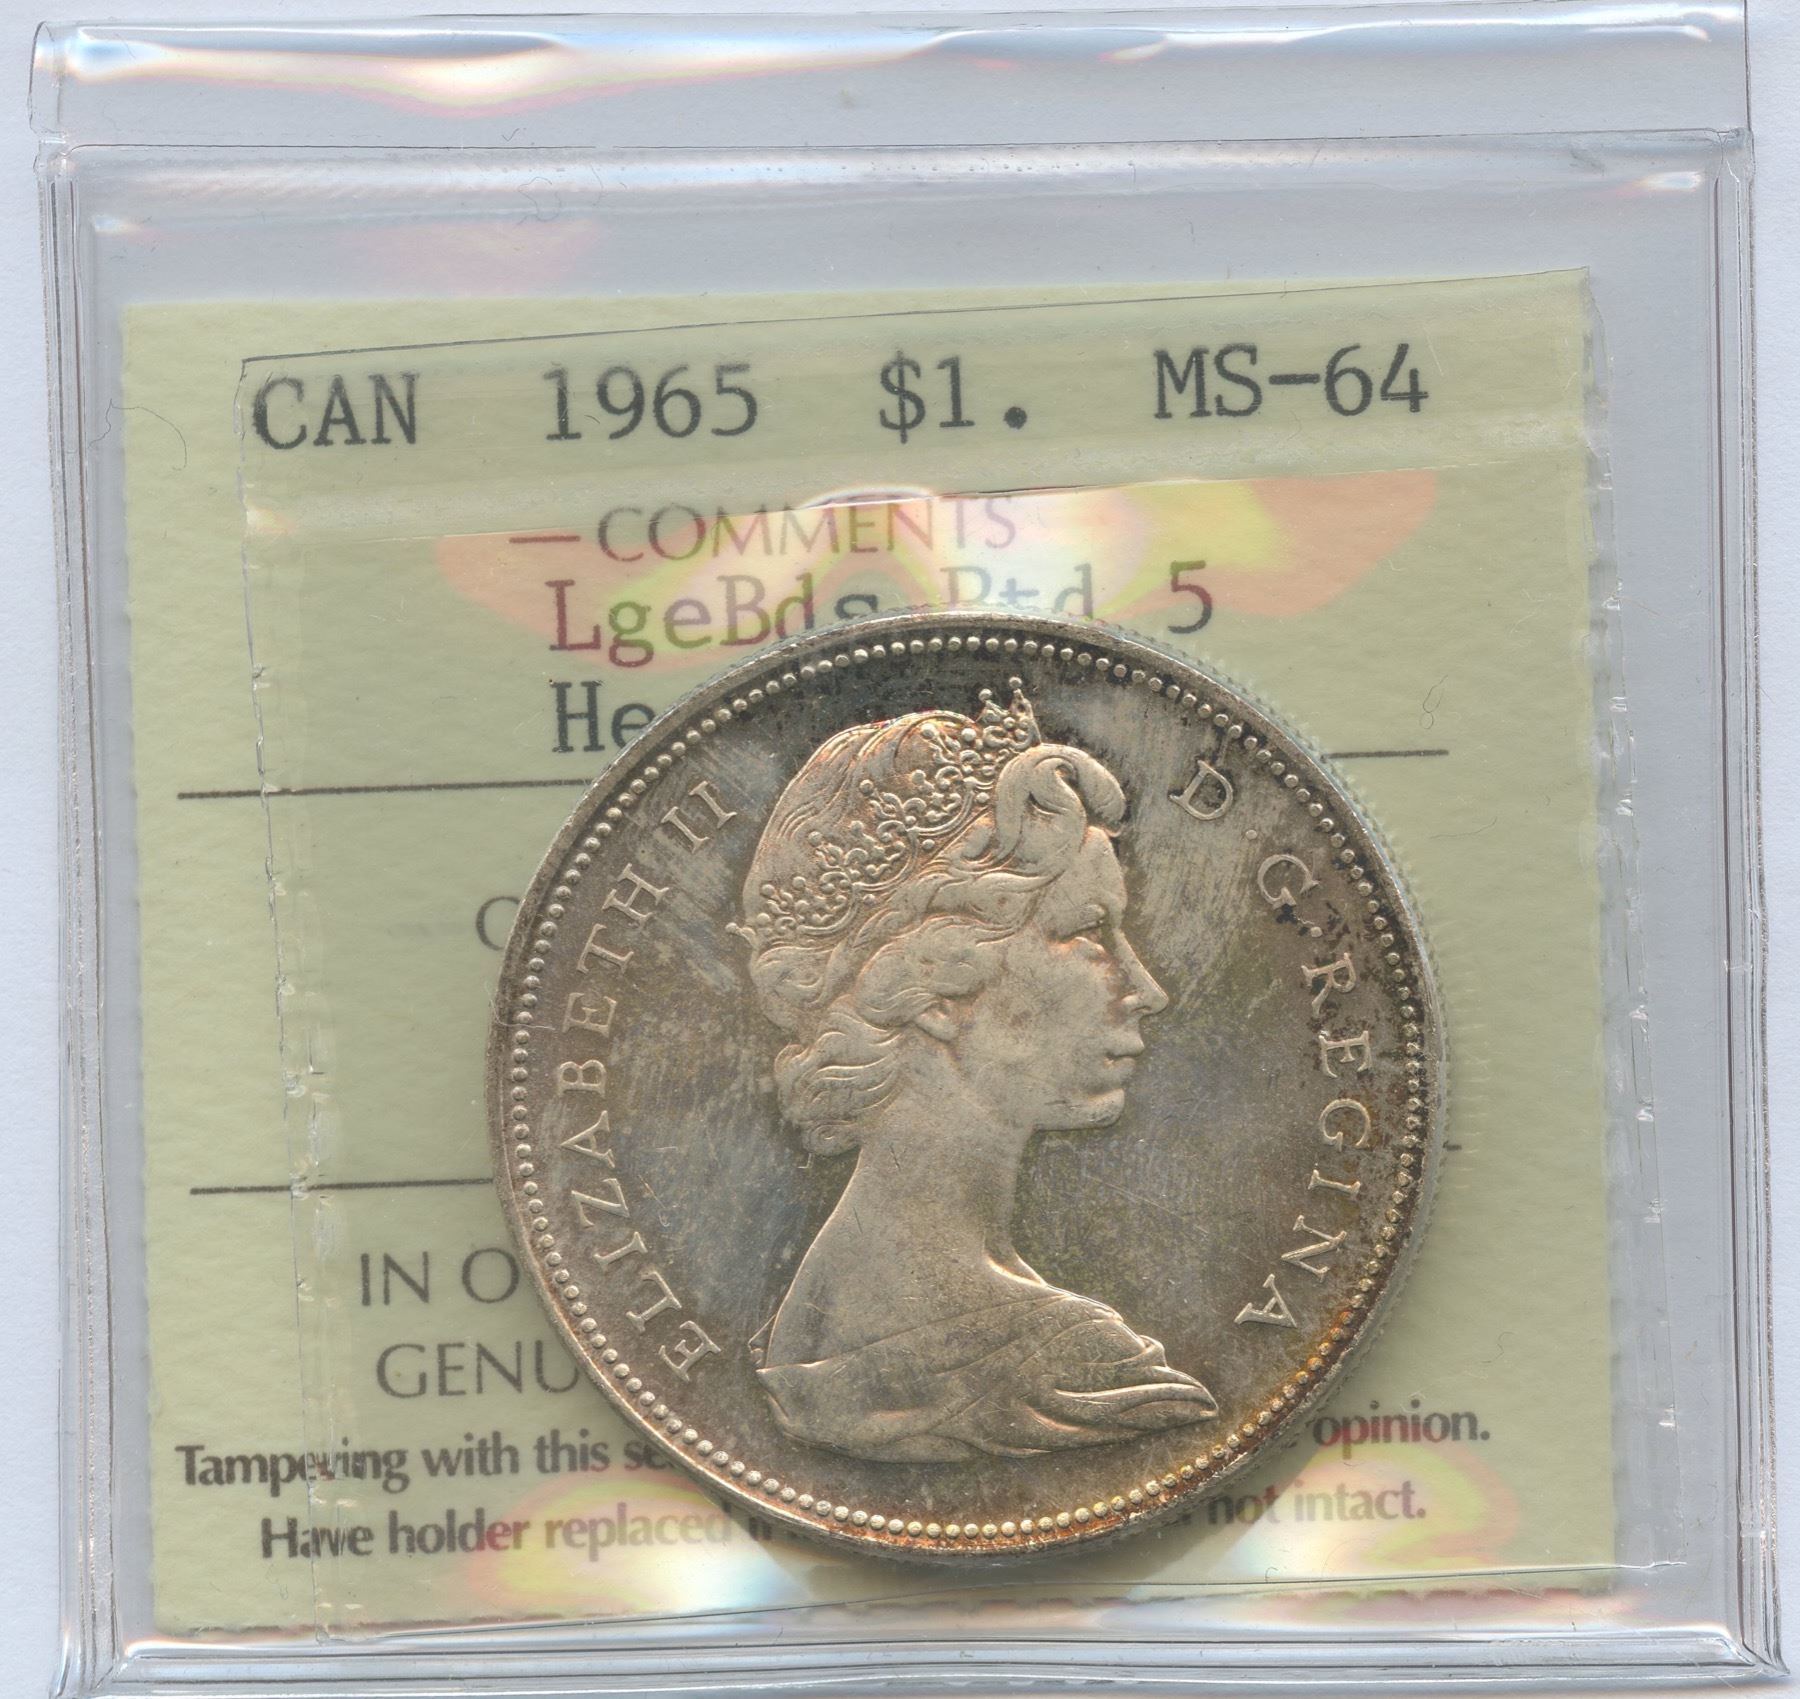 CAN 1965 $1. MS-64
COMMENTS
LgeBds Ptd 5
He
ELIZABETH II D·G·REGINA
IN O
GENU
Tampering with this se opinion.
Have holder replaced if not intact.